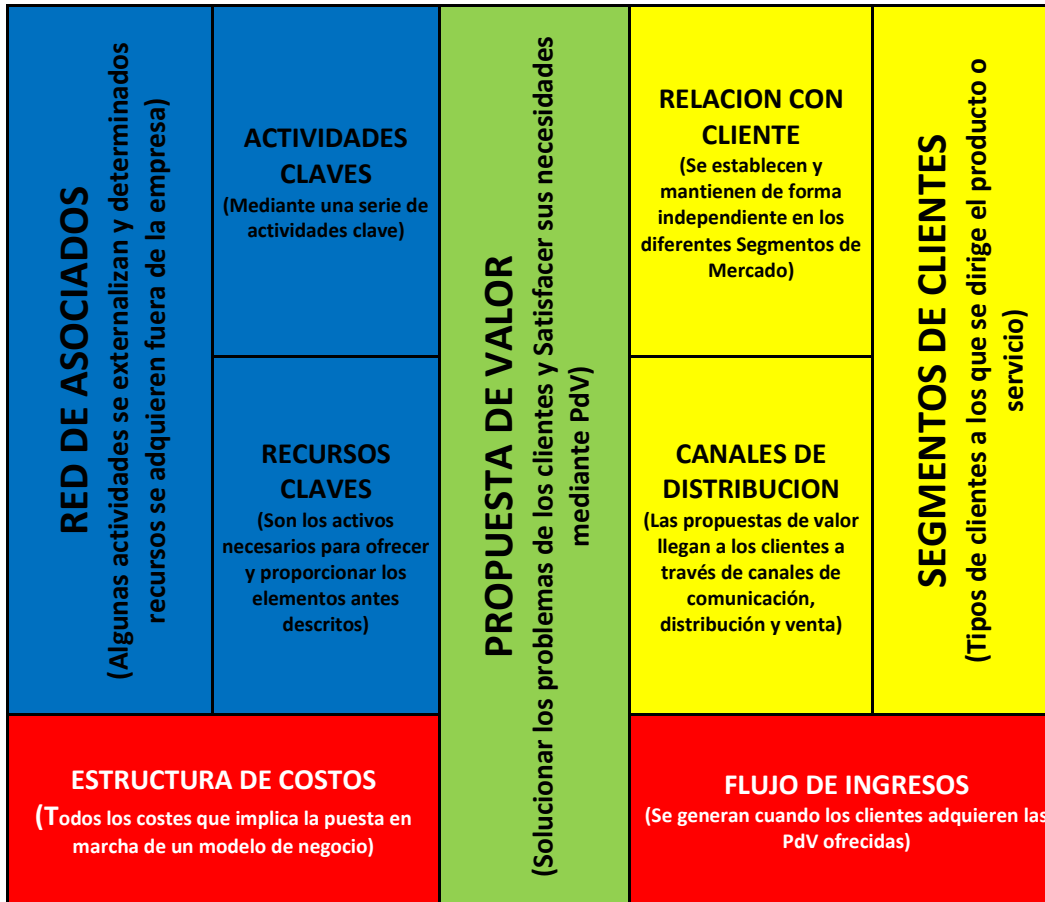 RED DE ASOCIADOS
(Algunas actividades se externalizan y determinados
recursos se adquieren fuera de la empresa)
ACTIVIDADES
CLAVES
(Mediante una serie de
actividades clave)
RECURSOS
CLAVES
(Son los activos
necesarios para ofrecer
y proporcionar los
elementos antes
descritos)
PROPUESTA DE VALOR
(Solucionar los problemas de los clientes y Satisfacer sus necesidades
mediante PdV)
RELACION CON
CLIENTE
(Se establecen y
mantienen de forma
independiente en los
diferentes Segmentos de
Mercado)
CANALES DE
DISTRIBUCION
(Las propuestas de valor
llegan a los clientes a
través de canales de
comunicación,
distribución y venta)
SEGMENTOS DE CLIENTES
(Tipos de clientes a los que se dirige el producto o
servicio)
ESTRUCTURA DE COSTOS
(Todos los costes que implica la puesta en
marcha de un modelo de negocio)
FLUJO DE INGRESOS
(Se generan cuando los clientes adquieren las
PdV ofrecidas)